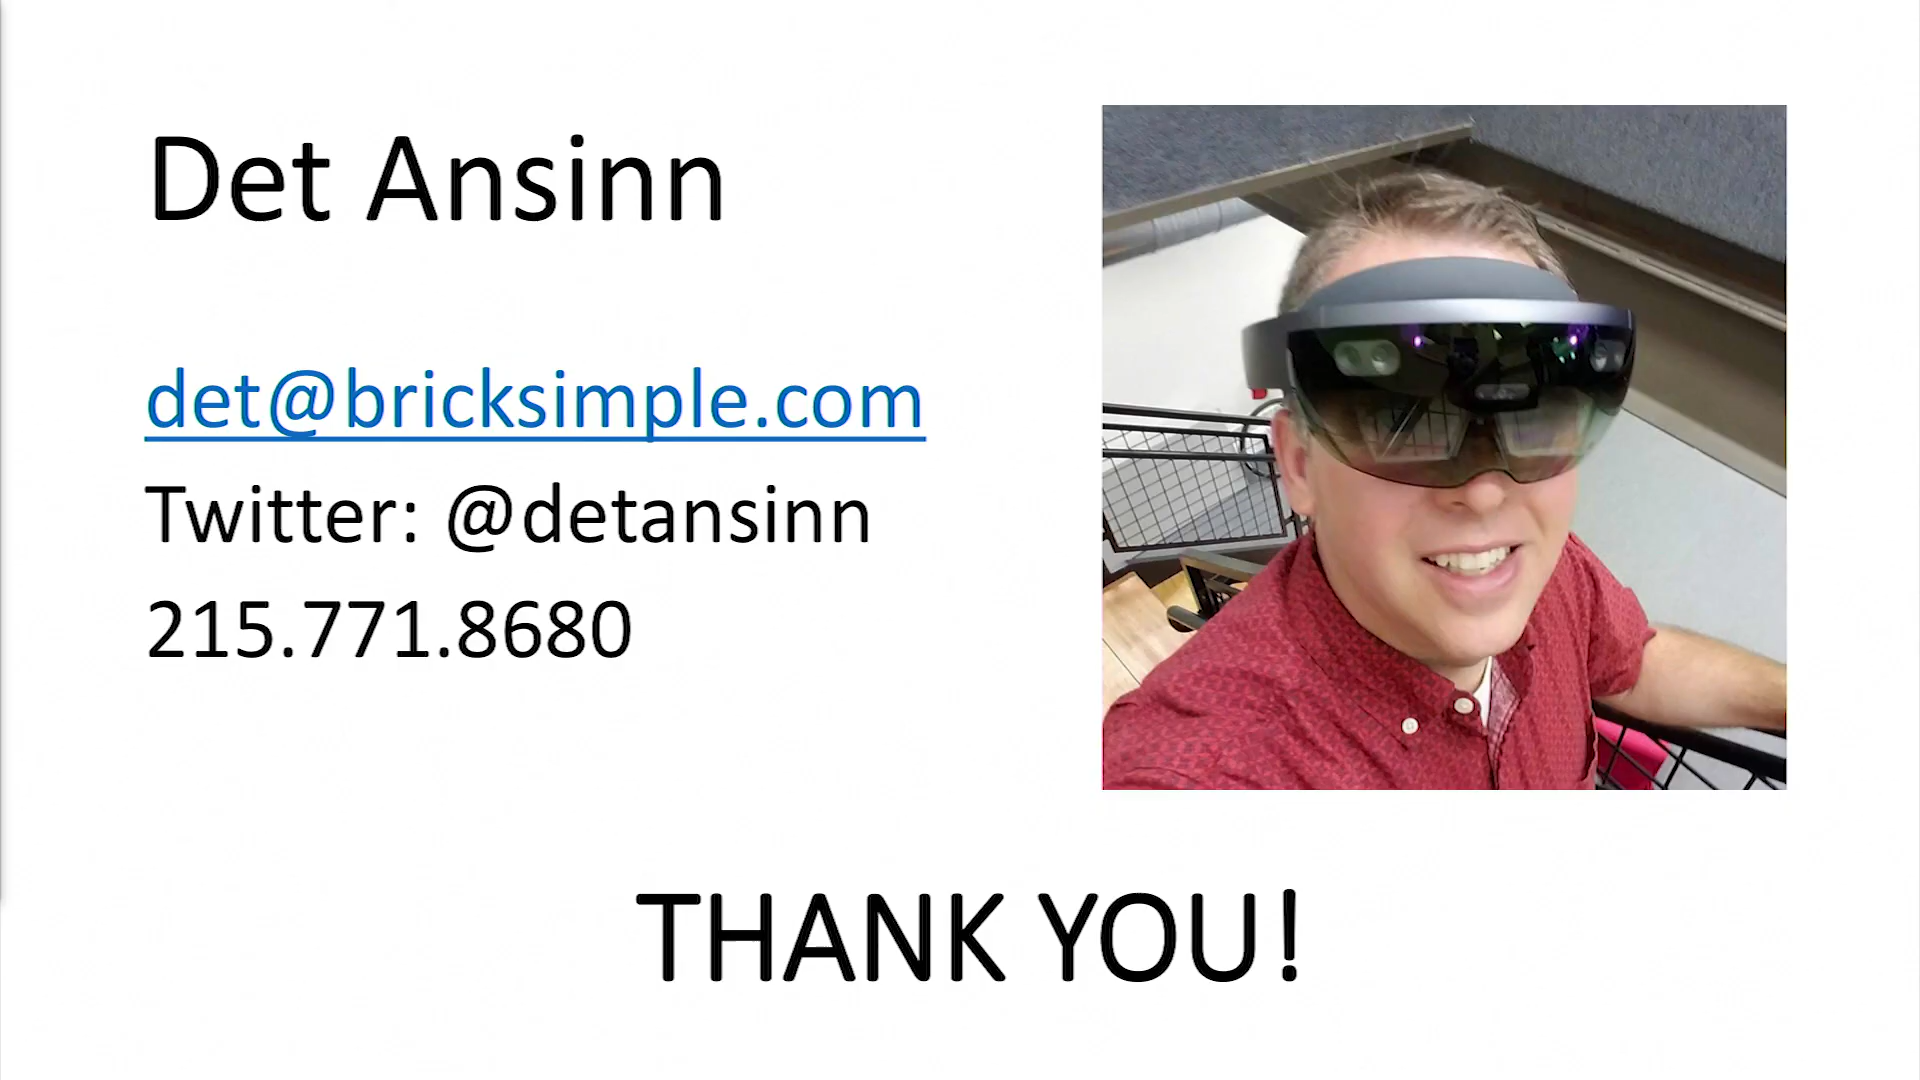 Det Ansinn
det@bricksimple.com
Twitter: @detansinn
215.771.8680
THANK YOU!